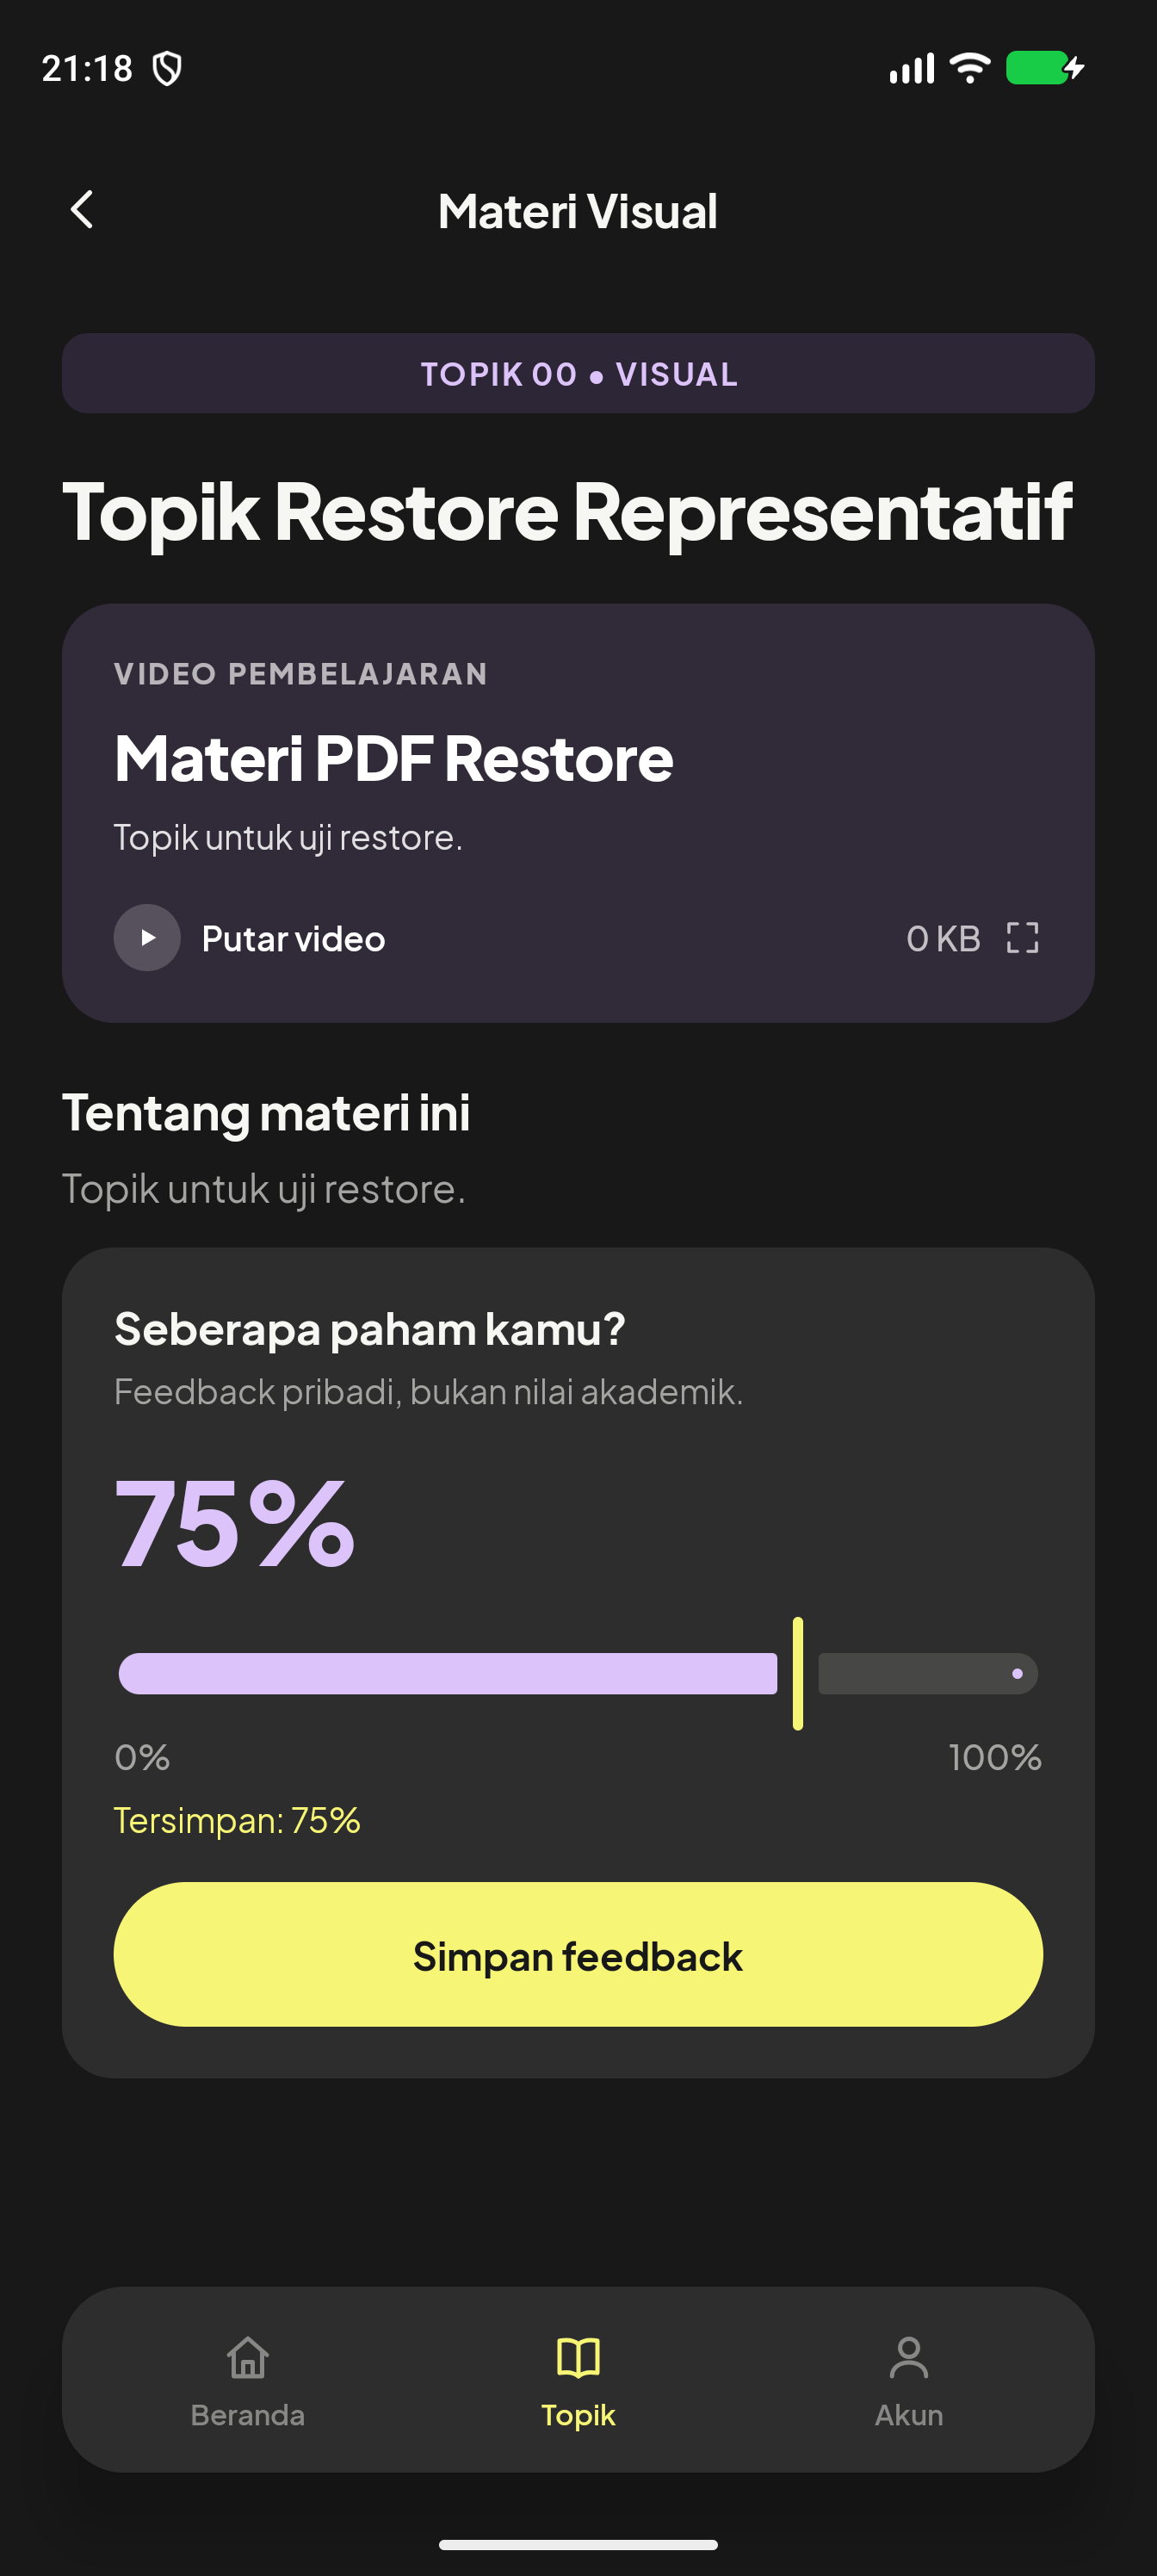 21:18
Materi Visual
TOPIK 00 • VISUAL
Topik Restore Representatif
VIDEO PEMBELAJARAN
Materi PDF Restore
Topik untuk uji restore.
Putar video
0 KB
Tentang materi ini
Topik untuk uji restore.
Seberapa paham kamu?
Feedback pribadi, bukan nilai akademik.
75%
0%
100%
Tersimpan: 75%
Simpan feedback
Beranda
Topik
Akun